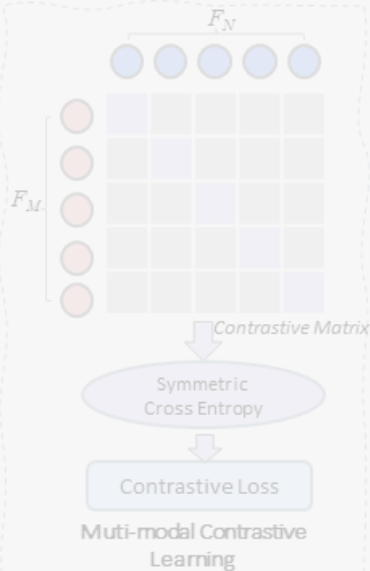 F_N
F_M
Contrastive Matrix
Symmetric
Cross Entropy
Contrastive Loss
Muti-modal Contrastive
Learning